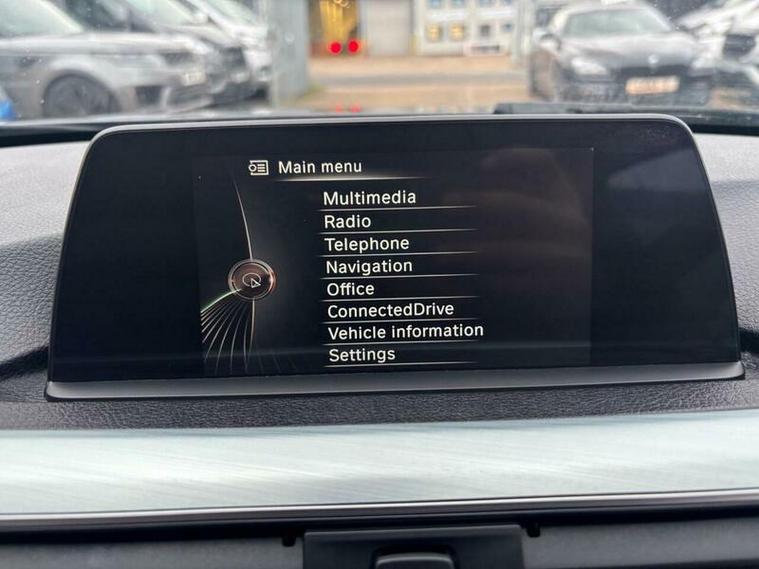 Main menu
Multimedia
Radio
Telephone
Navigation
Office
ConnectedDrive
Vehicle information
Settings